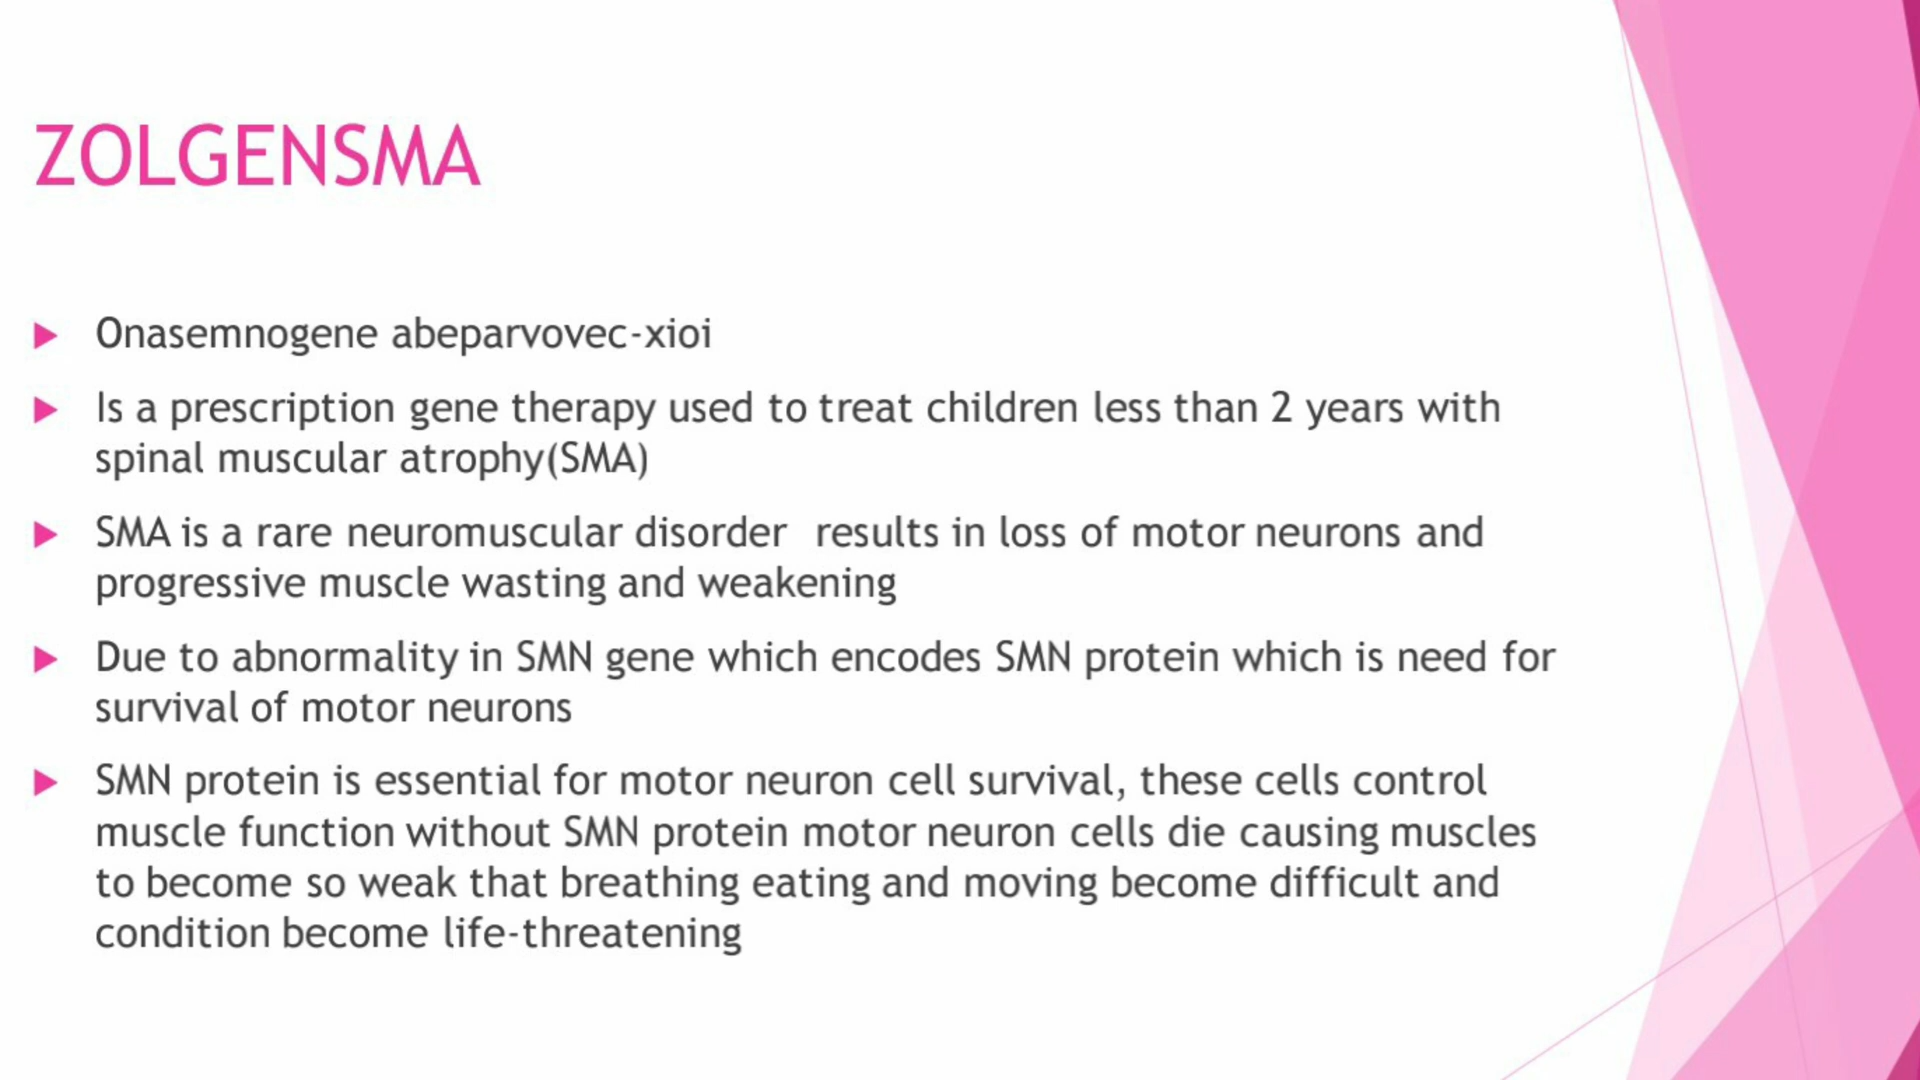 ZOLGENSMA
Onasemnogene abeparvovec-xioi
Is a prescription gene therapy used to treat children less than 2 years with
spinal muscular atrophy(SMA)
SMA is a rare neuromuscular disorder  results in loss of motor neurons and
progressive muscle wasting and weakening
Due to abnormality in SMN gene which encodes SMN protein which is need for
survival of motor neurons
SMN protein is essential for motor neuron cell survival, these cells control
muscle function without SMN protein motor neuron cells die causing muscles
to become so weak that breathing eating and moving become difficult and
condition become life-threatening